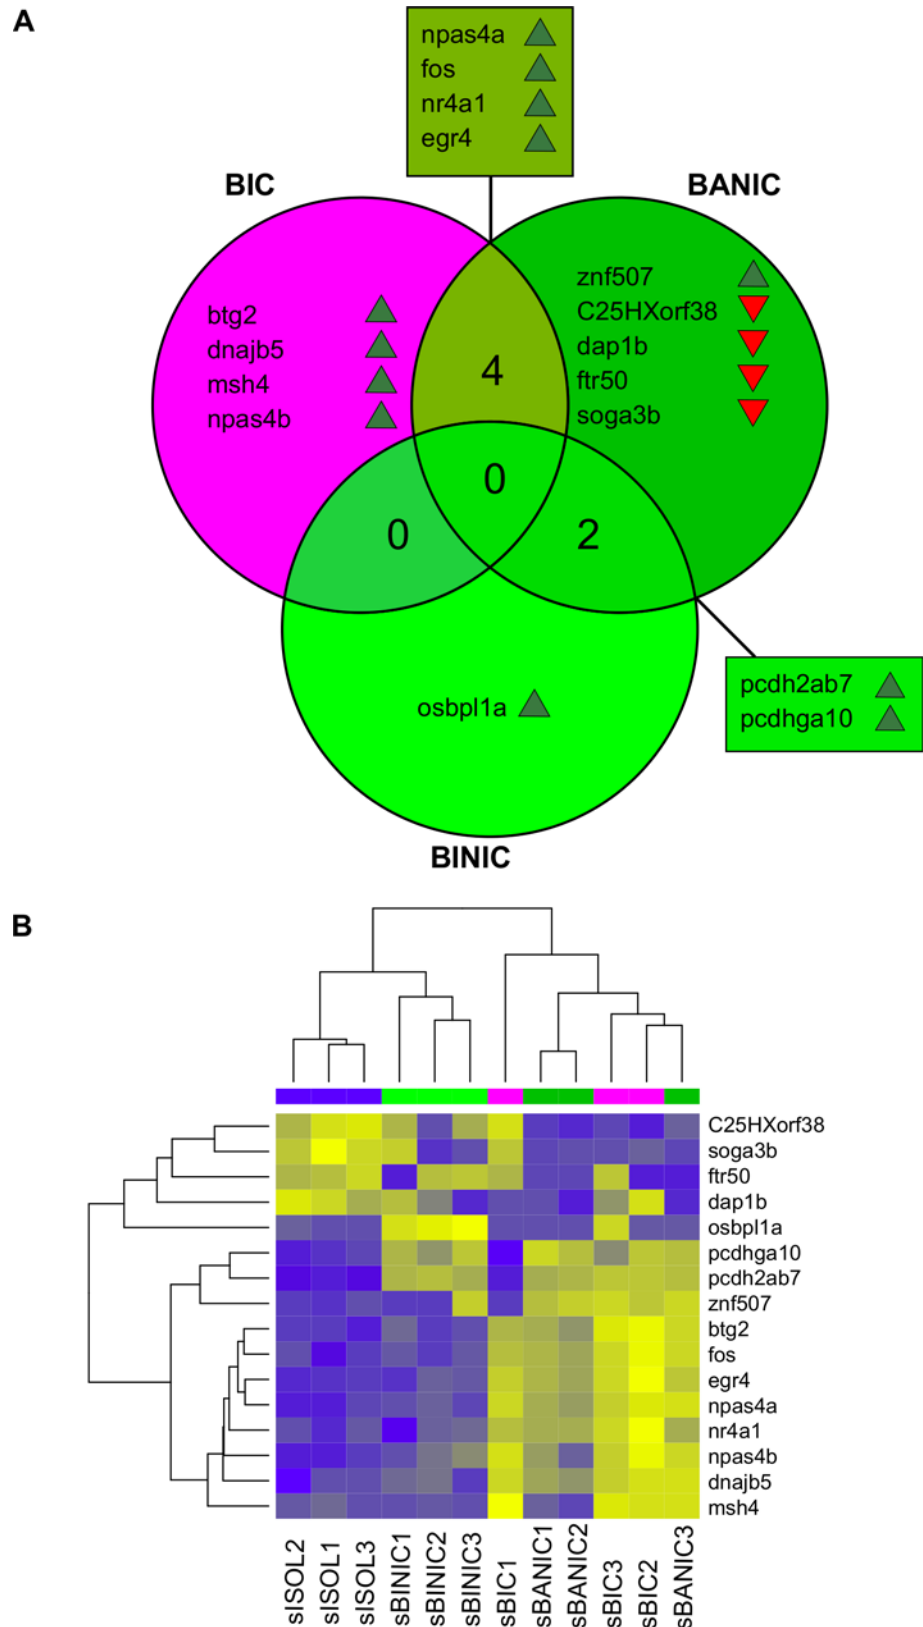 A
npas4a
fos
nr4a1
egr4
BIC
BANIC
btg2
dnajb5
msh4
npas4b
4
znf507
C25HXorf38
dap1b
ftr50
soga3b
0
0
2
pcdh2ab7
pcdhga10
osbpl1a
BINIC
B
C25HXorf38
soga3b
ftr50
dap1b
osbpl1a
pcdhga10
pcdh2ab7
znf507
btg2
fos
egr4
npas4a
nr4a1
npas4b
dnajb5
msh4
sISOL2
sISOL1
sISOL3
sBINIC1
sBINIC2
sBINIC3
sBIC1
sBANIC1
sBANIC2
sBIC3
sBIC2
sBANIC3